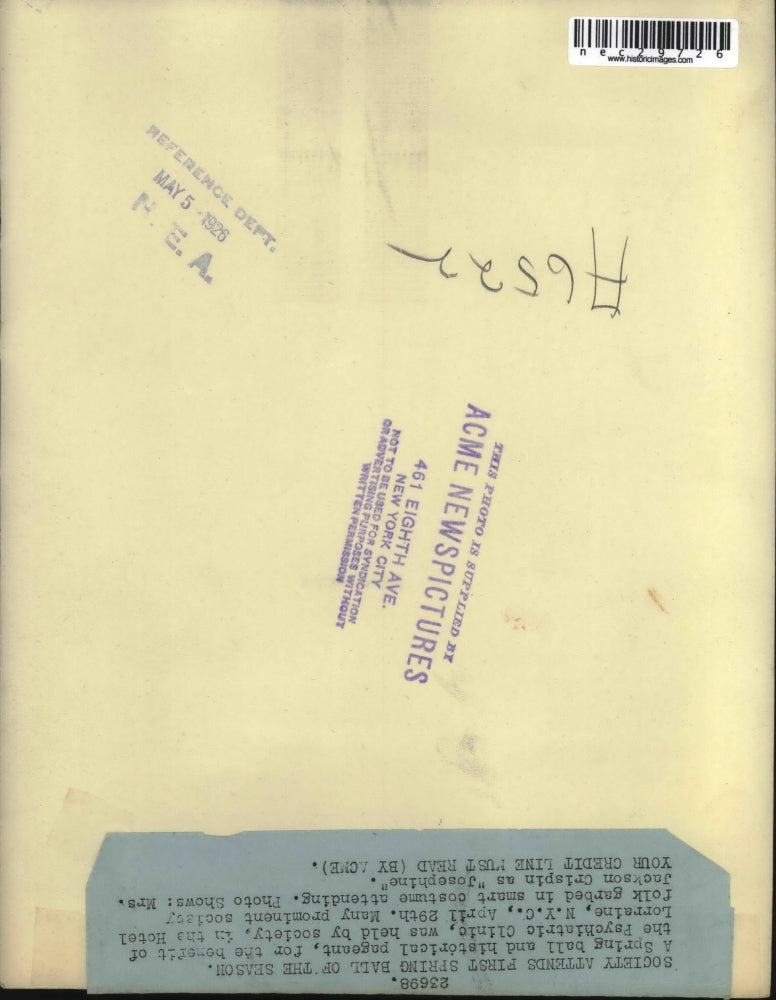 nec29726
www.historicimages.com
REFERENCE DEPT.
MAY 5 - 1926
N. E. A.
THIS PHOTO IS SUPPLIED BY
ACME NEWSPICTURES
461 EIGHTH AVE.
NEW YORK CITY
NOT TO BE USED FOR SYNDICATION
OR ADVERTISING PURPOSES WITHOUT
WRITTEN PERMISSION
23698.
SOCIETY ATTENDS FIRST SPRING BALL OF THE SEASON.
A Spring ball and historical pageant, for the benefit of
the Psychiatric Clinic, was held by society, in the Hotel
Lorraine, N.Y.C., April 29th. Many prominent society
folk garbed in smart costume attending. Photo Shows: Mrs.
Jackson Crispin as "Josephine".
YOUR CREDIT LINE MUST READ (BY ACME).